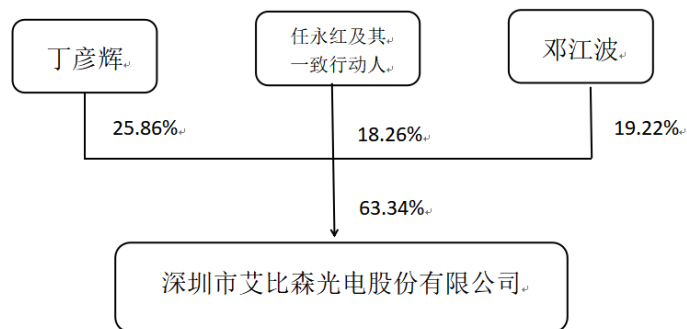 丁彦辉
任永红及其
一致行动人
邓江波
25.86%
18.26%
19.22%
63.34%
深圳市艾比森光电股份有限公司